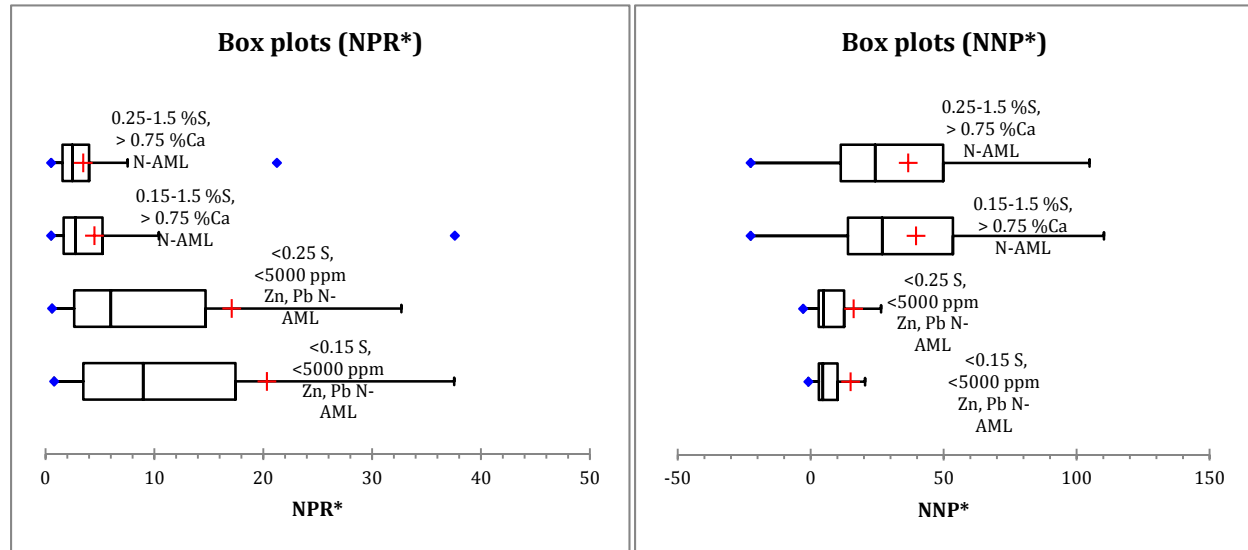 Box plots (NPR*)
0.25-1.5 %S,
> 0.75 %Ca
N-AML
0.15-1.5 %S,
> 0.75 %Ca
N-AML
<0.25 S,
<5000 ppm
Zn, Pb N-
AML
<0.15 S,
<5000 ppm
Zn, Pb N-
AML
0 10 20 30 40 50
NPR*
Box plots (NNP*)
0.25-1.5 %S,
> 0.75 %Ca
N-AML
0.15-1.5 %S,
> 0.75 %Ca
N-AML
<0.25 S,
<5000 ppm
Zn, Pb N-
AML
<0.15 S,
<5000 ppm
Zn, Pb N-
AML
-50 0 50 100 150
NNP*